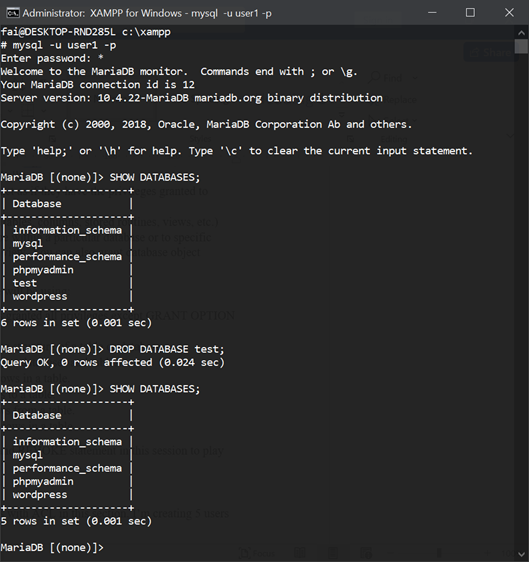 Administrator: XAMPP for Windows - mysql -u user1 -p
fai@DESKTOP-RND285L c:\xampp
# mysql -u user1 -p
Enter password: *
Welcome to the MariaDB monitor.  Commands end with ; or \g.
Your MariaDB connection id is 12
Server version: 10.4.22-MariaDB mariadb.org binary distribution
Copyright (c) 2000, 2018, Oracle, MariaDB Corporation Ab and others.
Type 'help;' or '\h' for help. Type '\c' to clear the current input statement.
MariaDB [(none)]> SHOW DATABASES;
+--------------------+
| Database           |
+--------------------+
| information_schema |
| mysql              |
| performance_schema |
| phpmyadmin         |
| test               |
| wordpress          |
+--------------------+
6 rows in set (0.001 sec)
MariaDB [(none)]> DROP DATABASE test;
Query OK, 0 rows affected (0.024 sec)
MariaDB [(none)]> SHOW DATABASES;
+--------------------+
| Database           |
+--------------------+
| information_schema |
| mysql              |
| performance_schema |
| phpmyadmin         |
| wordpress          |
+--------------------+
5 rows in set (0.001 sec)
MariaDB [(none)]>